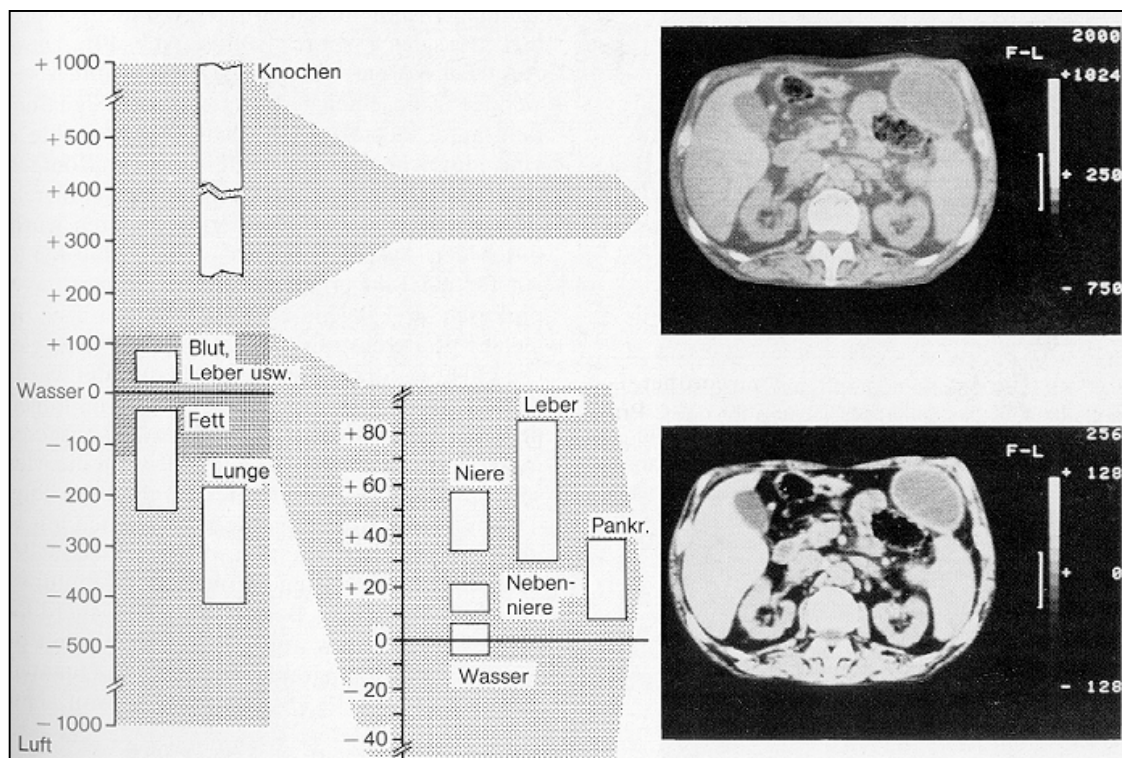 + 1000
+ 500
+ 400
+ 300
+ 200
+ 100
Wasser 0
− 100
− 200
− 300
− 400
− 500
− 1000
Luft
Knochen
Blut,
Leber usw.
Fett
Lunge
+ 80
+ 60
+ 40
+ 20
0
− 20
− 40
Leber
Niere
Pankr.
Neben-
niere
Wasser
2000
F-L
+1024
+ 250
- 750
256
F-L
+ 128
+ 0
- 128